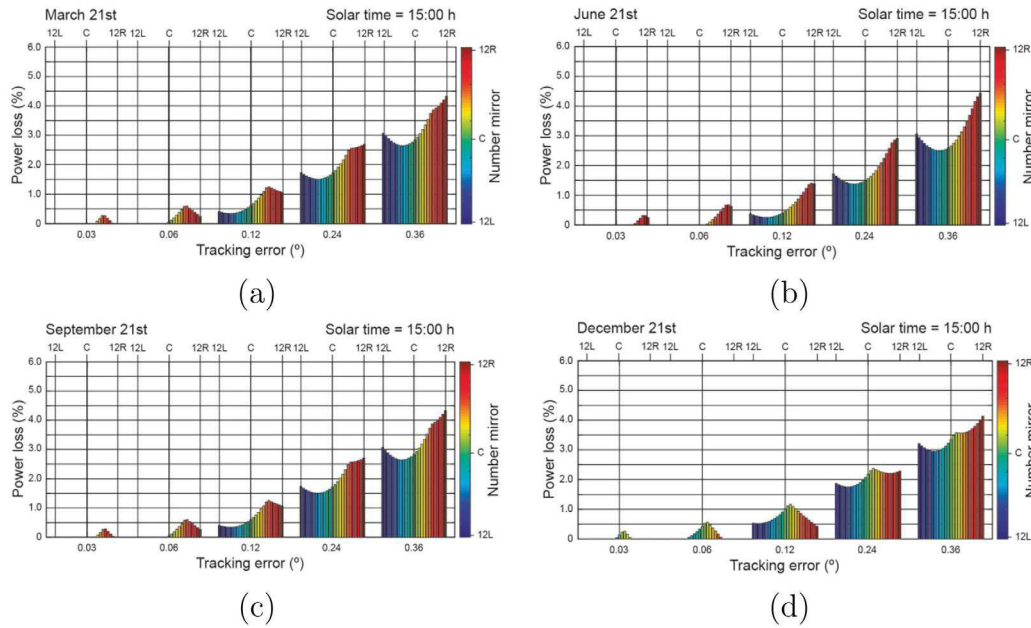 March 21st Solar time = 15:00 h
12L C 12R 12L C 12R 12L C 12R 12L C 12R 12L C 12R
6.0
5.0
4.0
3.0
2.0
1.0
0
Power loss (%)
0.03 0.06 0.12 0.24 0.36
Tracking error (º)
12R
C
12L
Number mirror
(a)
June 21st Solar time = 15:00 h
12L C 12R 12L C 12R 12L C 12R 12L C 12R 12L C 12R
6.0
5.0
4.0
3.0
2.0
1.0
0
Power loss (%)
0.03 0.06 0.12 0.24 0.36
Tracking error (º)
12R
C
12L
Number mirror
(b)
September 21st Solar time = 15:00 h
12L C 12R 12L C 12R 12L C 12R 12L C 12R 12L C 12R
6.0
5.0
4.0
3.0
2.0
1.0
0
Power loss (%)
0.03 0.06 0.12 0.24 0.36
Tracking error (º)
12R
C
12L
Number mirror
(c)
December 21st Solar time = 15:00 h
12L C 12R 12L C 12R 12L C 12R 12L C 12R 12L C 12R
6.0
5.0
4.0
3.0
2.0
1.0
0
Power loss (%)
0.03 0.06 0.12 0.24 0.36
Tracking error (º)
12R
C
12L
Number mirror
(d)